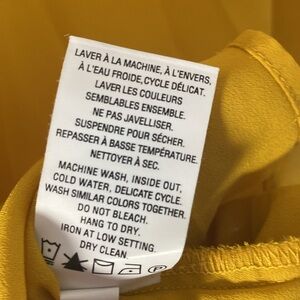 LAVER À LA MACHINE, À L'ENVERS,
À L'EAU FROIDE, CYCLE DÉLICAT.
LAVER LES COULEURS
SEMBLABLES ENSEMBLE.
NE PAS JAVELLISER.
SUSPENDRE POUR SÉCHER.
REPASSER À BASSE TEMPÉRATURE.
NETTOYER À SEC.
MACHINE WASH, INSIDE OUT,
COLD WATER, DELICATE CYCLE.
WASH SIMILAR COLORS TOGETHER.
DO NOT BLEACH.
HANG TO DRY.
IRON AT LOW SETTING.
DRY CLEAN.
P